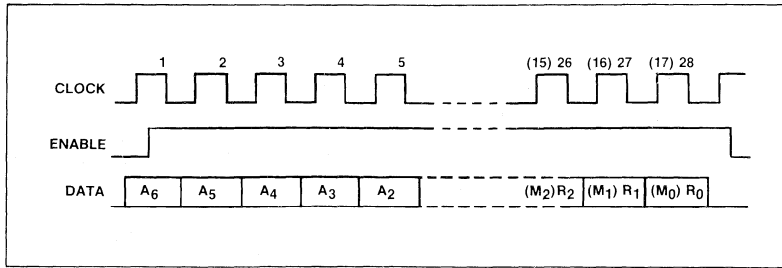 1 2 3 4 5 (15) 26 (16) 27 (17) 28
CLOCK
ENABLE
DATA A6 A5 A4 A3 A2 (M2) R2 (M1) R1 (M0) R0